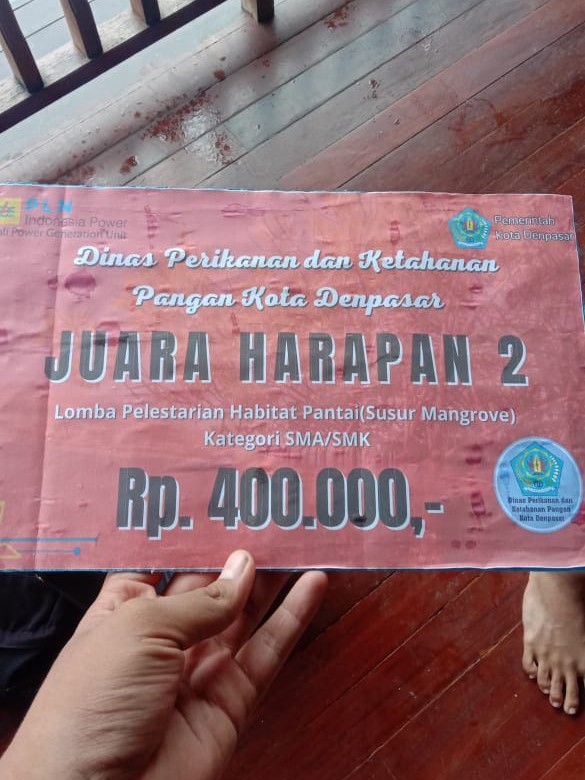 PLN
Indonesia Power
Power Generation Unit
Pemerintah
Kota Denpasar
Dinas Perikanan dan Ketahanan
Pangan Kota Denpasar
JUARA HARAPAN 2
Lomba Pelestarian Habitat Pantai(Susur Mangrove)
Kategori SMA/SMK
Rp. 400.000,-
Dinas Perikanan dan
Ketahanan Pangan
Kota Denpasar